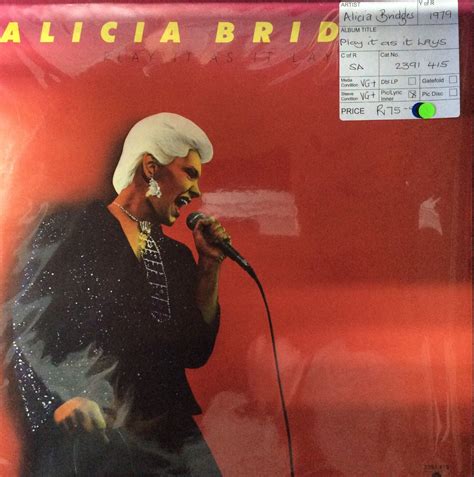 ALICIA BRID
PLAY IT AS IT LAY
ARTIST Y of R
Alicia Bridges 1979
ALBUM TITLE
Play it as it lays
C of R Cat No.
SA 2391 415
Media Condition VG+ Dbl LP Gatefold
Sleeve Condition VG+ Pic/Lyric Inner Pic Disc
PRICE R175-